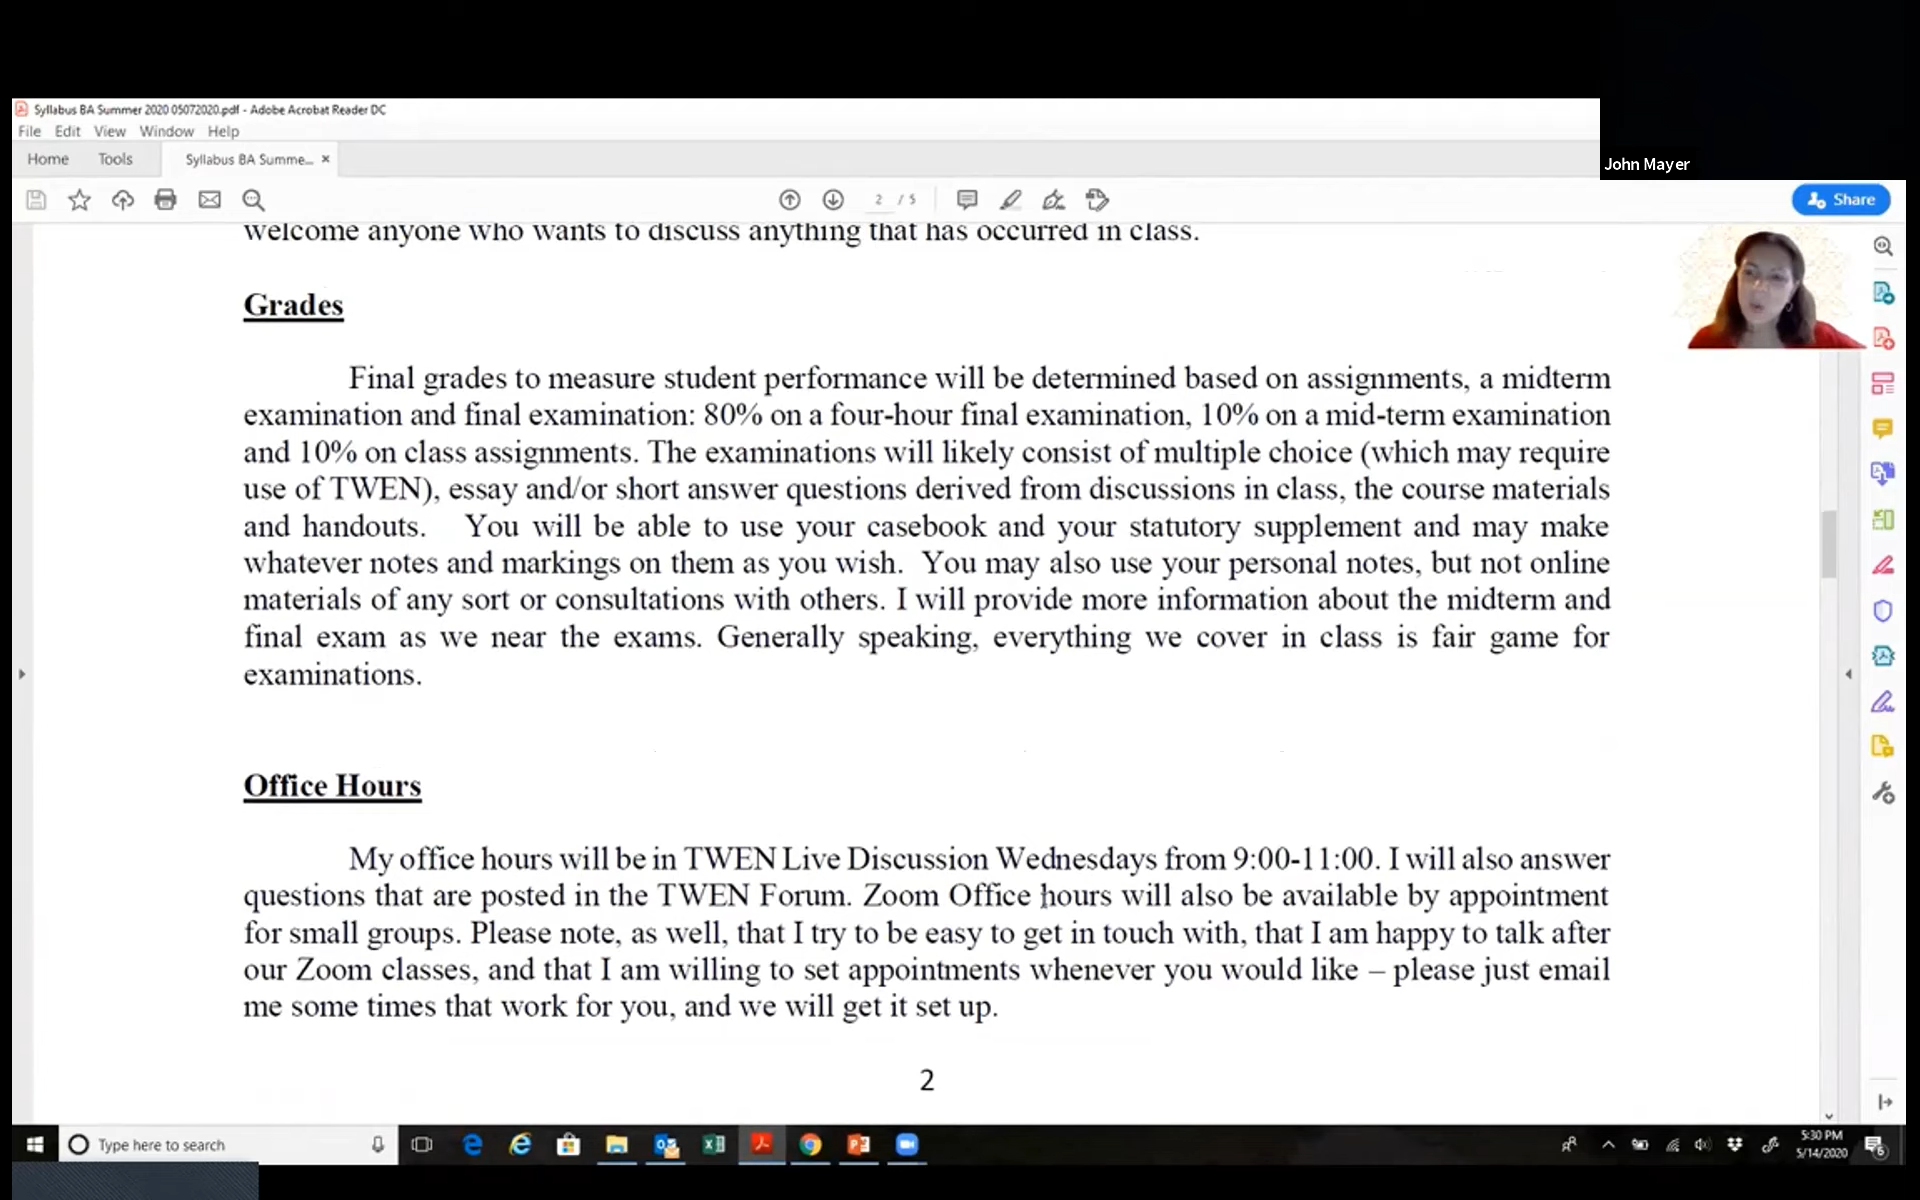 Syllabus BA Summer 2020 05072020.pdf - Adobe Acrobat Reader DC
File Edit View Window Help
John Mayer
Home Tools Syllabus BA Summe... ×
2 / 5
Share
welcome anyone who wants to discuss anything that has occurred in class.
Grades
Final grades to measure student performance will be determined based on assignments, a midterm
examination and final examination: 80% on a four-hour final examination, 10% on a mid-term examination
and 10% on class assignments. The examinations will likely consist of multiple choice (which may require
use of TWEN), essay and/or short answer questions derived from discussions in class, the course materials
and handouts. You will be able to use your casebook and your statutory supplement and may make
whatever notes and markings on them as you wish. You may also use your personal notes, but not online
materials of any sort or consultations with others. I will provide more information about the midterm and
final exam as we near the exams. Generally speaking, everything we cover in class is fair game for
examinations.
Office Hours
My office hours will be in TWEN Live Discussion Wednesdays from 9:00-11:00. I will also answer
questions that are posted in the TWEN Forum. Zoom Office hours will also be available by appointment
for small groups. Please note, as well, that I try to be easy to get in touch with, that I am happy to talk after
our Zoom classes, and that I am willing to set appointments whenever you would like – please just email
me some times that work for you, and we will get it set up.
2
Type here to search
5:30 PM
5/14/2020
6